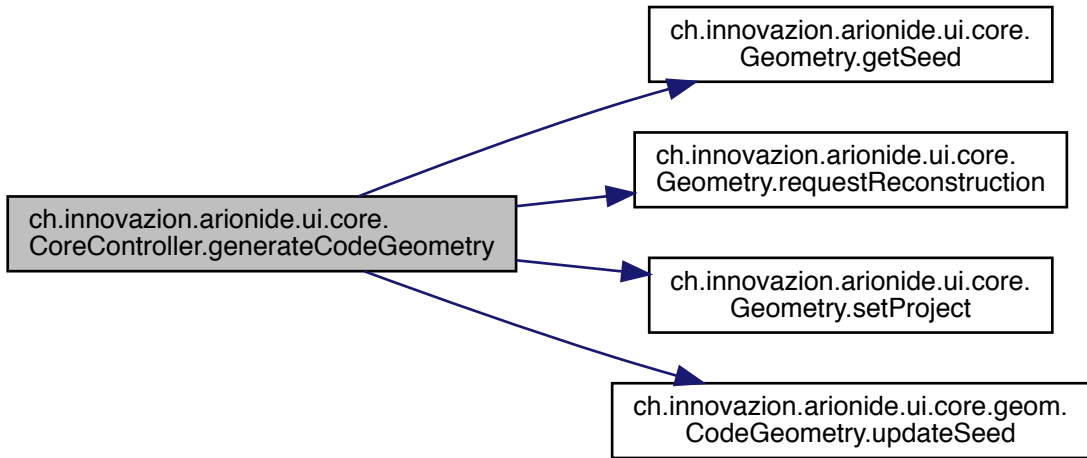 ch.innovazion.arionide.ui.core.
Geometry.getSeed
ch.innovazion.arionide.ui.core.
Geometry.requestReconstruction
ch.innovazion.arionide.ui.core.
CoreController.generateCodeGeometry
ch.innovazion.arionide.ui.core.
Geometry.setProject
ch.innovazion.arionide.ui.core.geom.
CodeGeometry.updateSeed